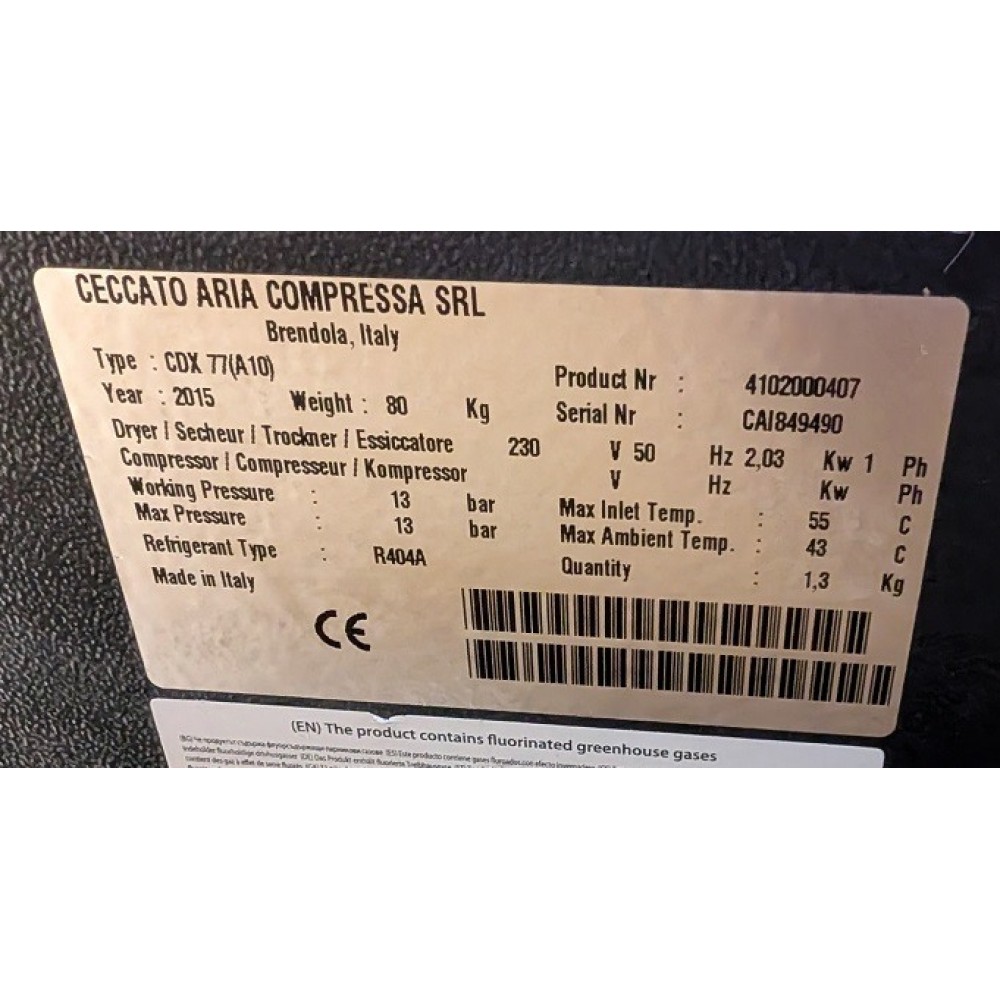 CECCATO ARIA COMPRESSA SRL
Brendola, Italy
Type : CDX 77(A10) Product Nr : 4102000407
Year : 2015 Weight : 80 Kg Serial Nr : CAI849490
Dryer / Secheur / Trockner / Essiccatore 230 V 50 Hz 2,03 Kw 1 Ph
Compressor / Compresseur / Kompressor V Hz Kw Ph
Working Pressure : 13 bar Max Inlet Temp. : 55 C
Max Pressure : 13 bar Max Ambient Temp. : 43 C
Refrigerant Type : R404A Quantity : 1,3 Kg
Made in Italy
CE
(EN) The product contains fluorinated greenhouse gases